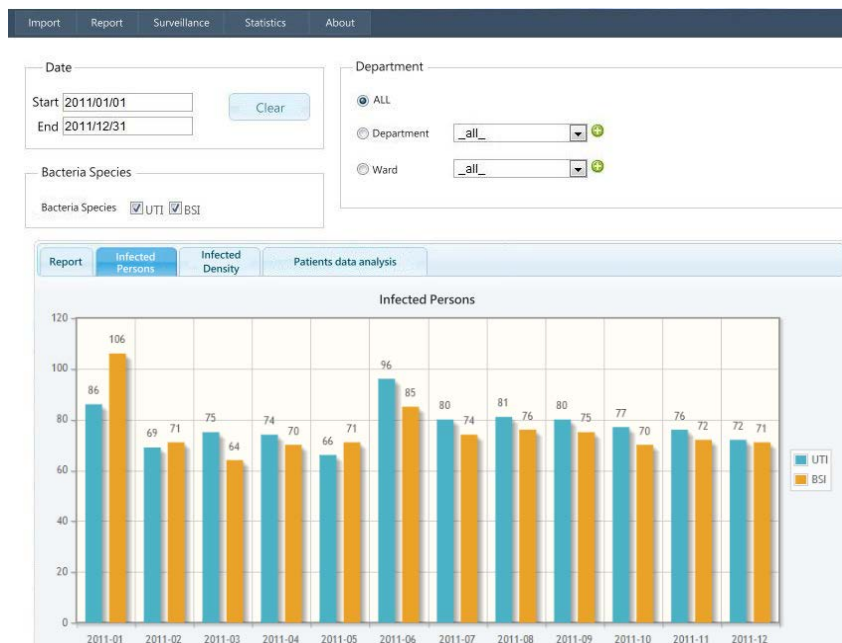 Import Report Surveillance Statistics About
Date
Start 2011/01/01
End 2011/12/31
Clear
Department
ALL
Department _all_
Ward _all_
Bacteria Species
Bacteria Species UTI BSI
Report Infected Persons Infected Density Patients data analysis
Infected Persons
120
100
80
60
40
20
0
86 106
69 71
75 64
74 70
66 71
96 85
80 74
81 76
80 75
77 70
76 72
72 71
2011-01 2011-02 2011-03 2011-04 2011-05 2011-06 2011-07 2011-08 2011-09 2011-10 2011-11 2011-12
UTI
BSI